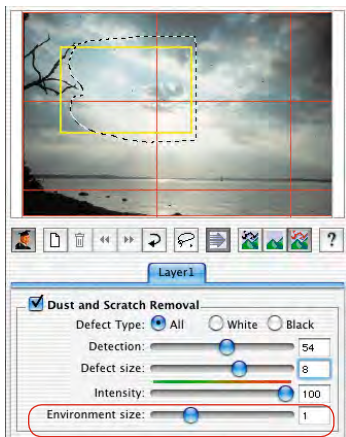 ?
Layer1
Dust and Scratch Removal
Defect Type: All White Black
Detection: 54
Defect size: 8
Intensity: 100
Environment size: 1